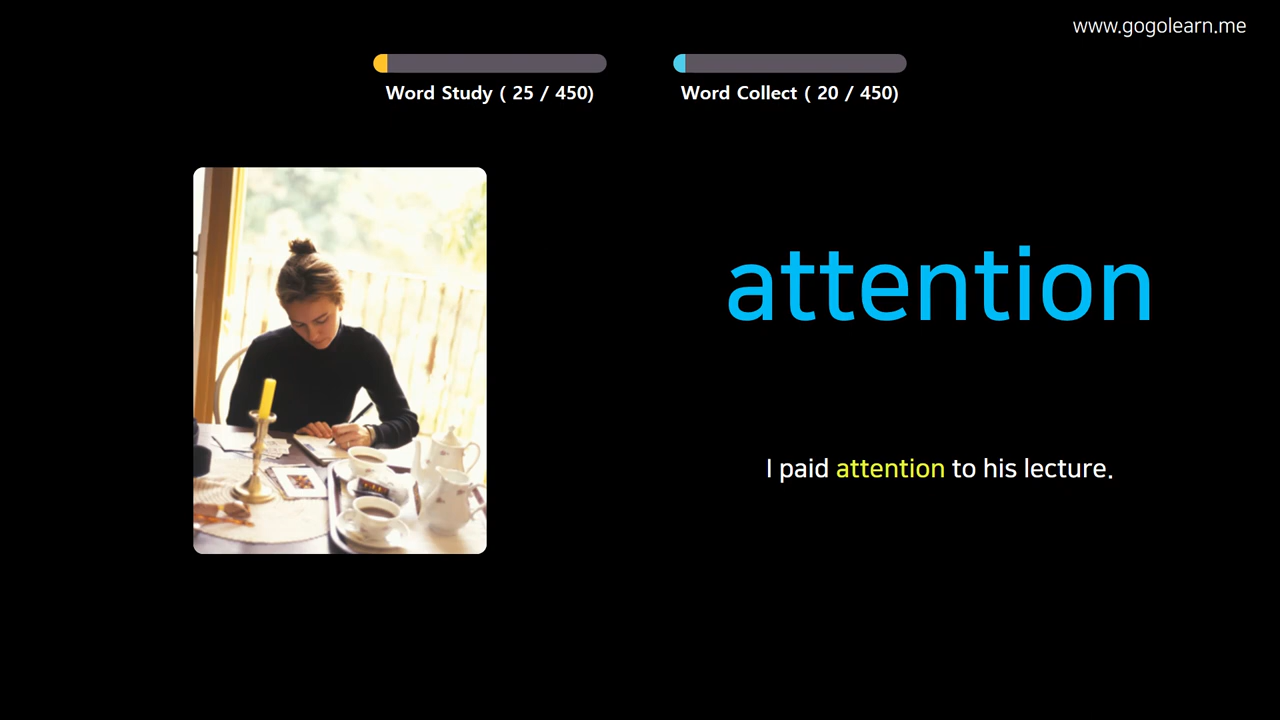 www.gogolearn.me
Word Study ( 25 / 450)
Word Collect ( 20 / 450)
attention
I paid attention to his lecture.